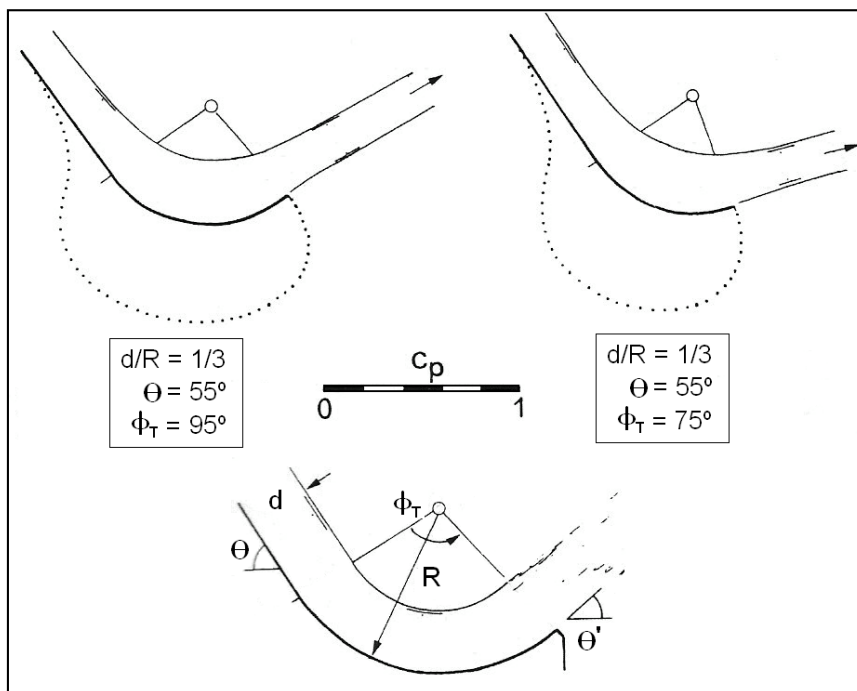 d/R = 1/3
Θ = 55º
ϕT = 95º
cp
0 1
d/R = 1/3
Θ = 55º
ϕT = 75º
d
ϕT
Θ
R
Θ'